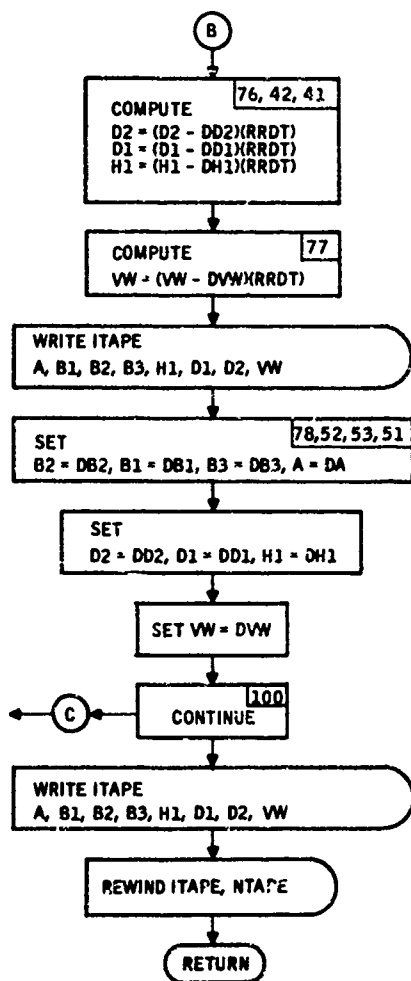 B
76, 42, 41
COMPUTE
D2 = (D2 - DD2)(RRDT)
D1 = (D1 - DD1)(RRDT)
H1 = (H1 - DH1)(RRDT)
77
COMPUTE
VW = (VW - DVW)(RRDT)
WRITE ITAPE
A, B1, B2, B3, H1, D1, D2, VW
78,52,53,51
SET
B2 = DB2, B1 = DB1, B3 = DB3, A = DA
SET
D2 = DD2, D1 = DD1, H1 = DH1
SET VW = DVW
100
C
CONTINUE
WRITE ITAPE
A, B1, B2, B3, H1, D1, D2, VW
REWIND ITAPE, NTAPE
RETURN